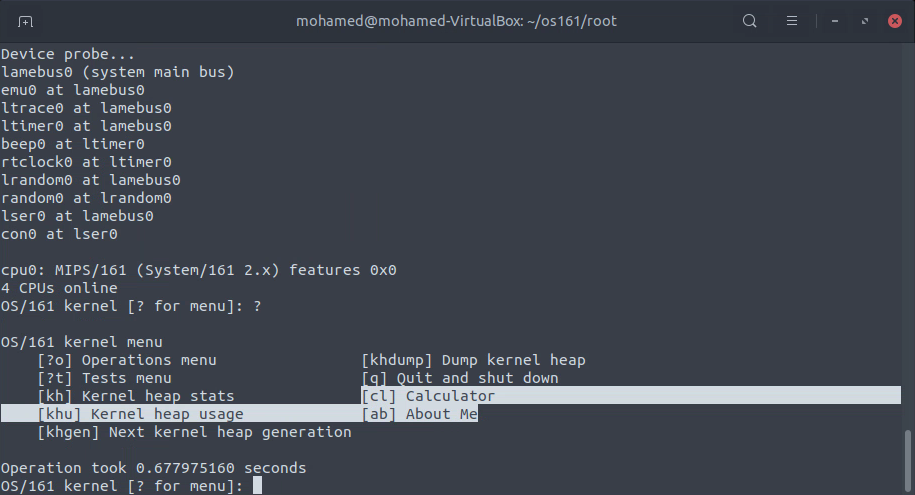 mohamed@mohamed-VirtualBox: ~/os161/root
Device probe...
lamebus0 (system main bus)
emu0 at lamebus0
ltrace0 at lamebus0
ltimer0 at lamebus0
beep0 at ltimer0
rtclock0 at ltimer0
lrandom0 at lamebus0
random0 at lrandom0
lser0 at lamebus0
con0 at lser0
cpu0: MIPS/161 (System/161 2.x) features 0x0
4 CPUs online
OS/161 kernel [? for menu]: ?
OS/161 kernel menu
[?o] Operations menu [khdump] Dump kernel heap
[?t] Tests menu [q] Quit and shut down
[kh] Kernel heap stats [cl] Calculator
[khu] Kernel heap usage [ab] About Me
[khgen] Next kernel heap generation
Operation took 0.677975160 seconds
OS/161 kernel [? for menu]: